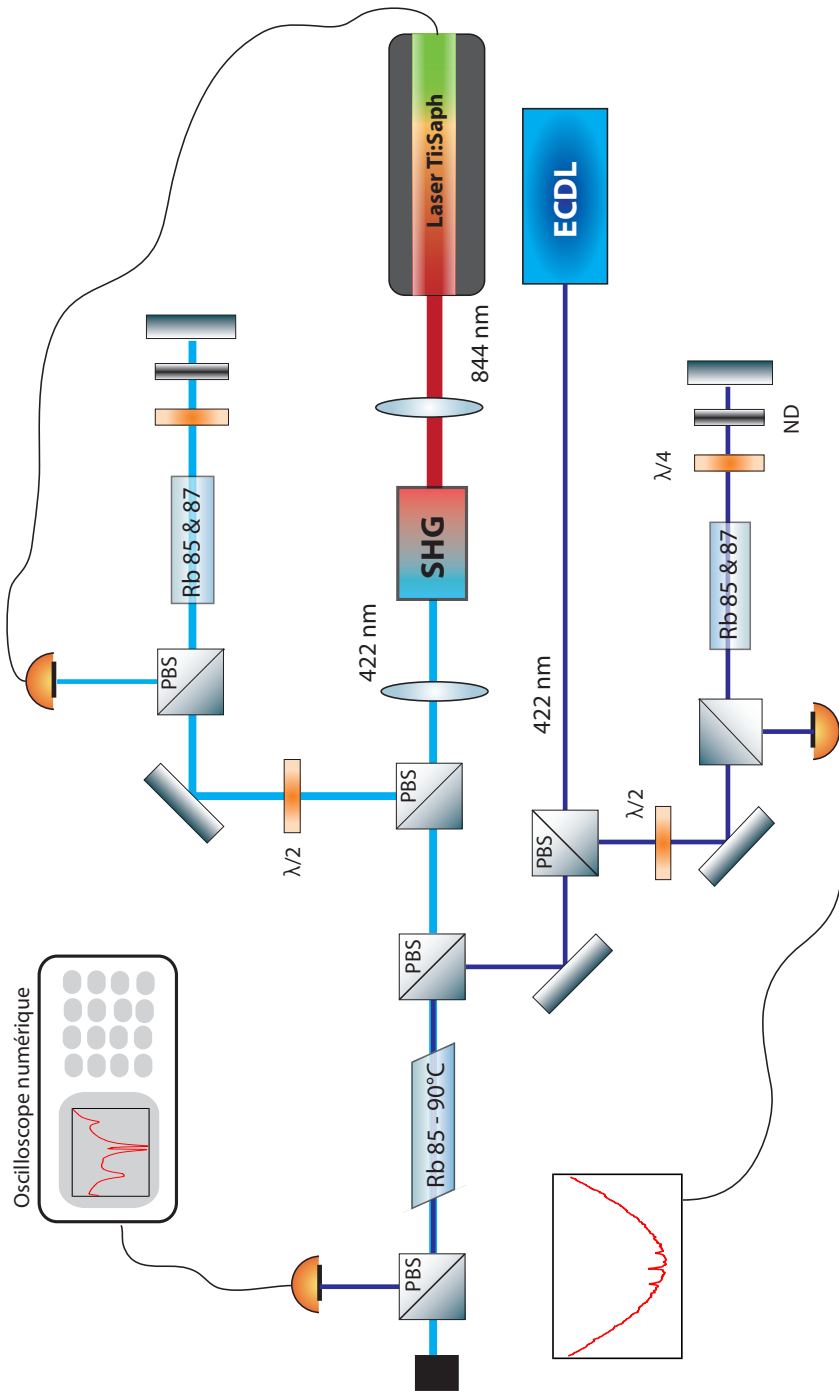 Laser Ti:Saph
ECDL
844 nm
Rb 85 & 87
SHG
422 nm
PBS
PBS
λ/2
422 nm
ND
λ/4
Rb 85 & 87
PBS
λ/2
PBS
Oscilloscope numérique
Rb 85 - 90°C
PBS